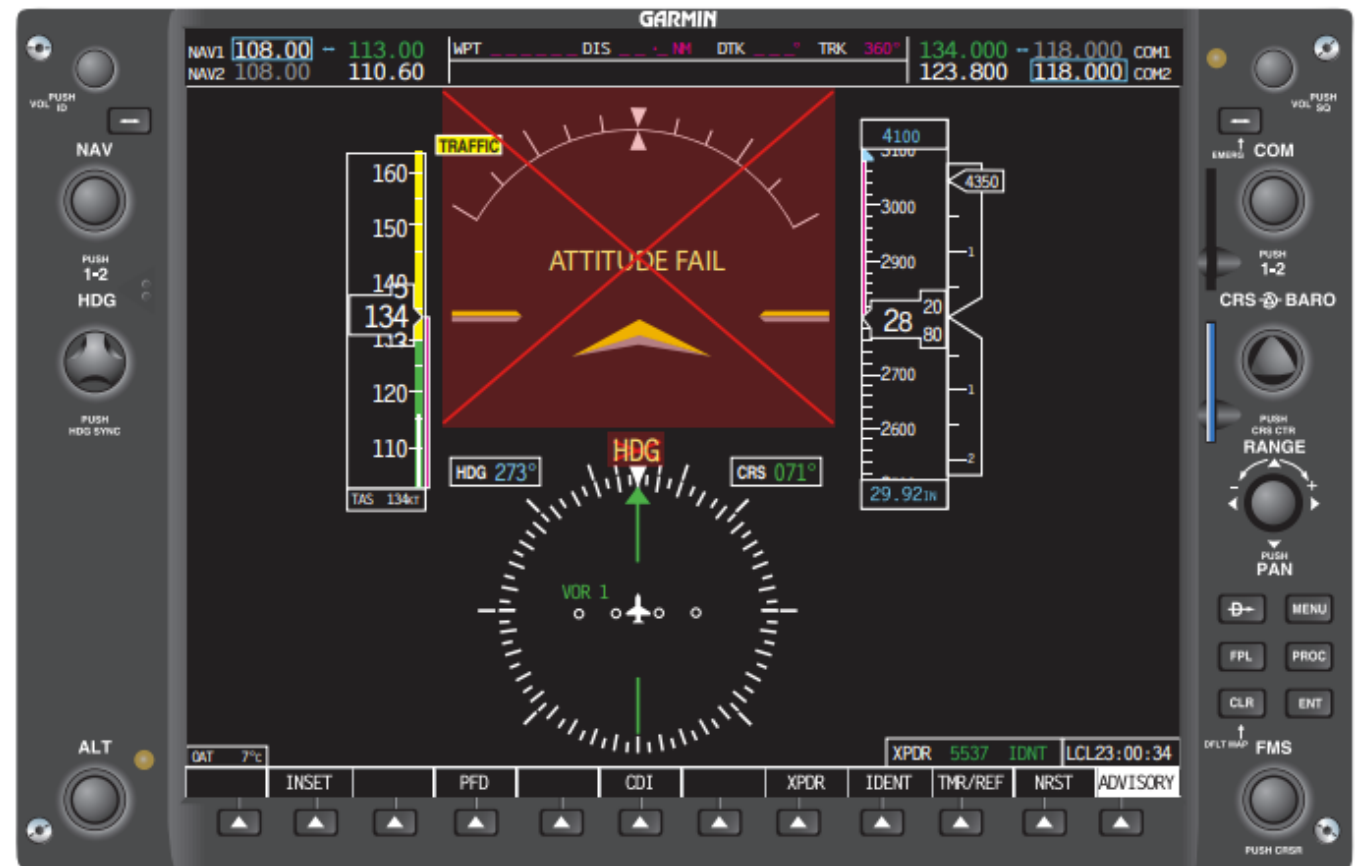 GARMIN
NAV1 108.00 ↔ 113.00 WPT _ _ _ _ _ _ DIS _ _._ NM DTK _ _ _° TRK 360° 134.000 ↔ 118.000 COM1
NAV2 108.00 110.60 123.800 118.000 COM2
VOL PUSH ID
VOL PUSH SQ
NAV
EMERG COM
TRAFFIC
4100
160
3100
4350
150
3000
PUSH
1-2
HDG
PUSH
1-2
CRS BARO
ATTITUDE FAIL
2900
1
140
134
28
20
80
2700
1
120
PUSH
HDG SYNC
PUSH
CRS CTR
RANGE
- +
2600
110
HDG
2
HDG 273°
CRS 071°
TAS 134KT
29.92IN
PUSH
PAN
VOR 1
D MENU
FPL PROC
CLR ENT
DFLT MAP FMS
ALT
OAT 7°C
XPDR 5537 IDNT LCL23:00:34
INSET PFD CDI XPDR IDENT TMR/REF NRST ADVISORY
PUSH CRSR